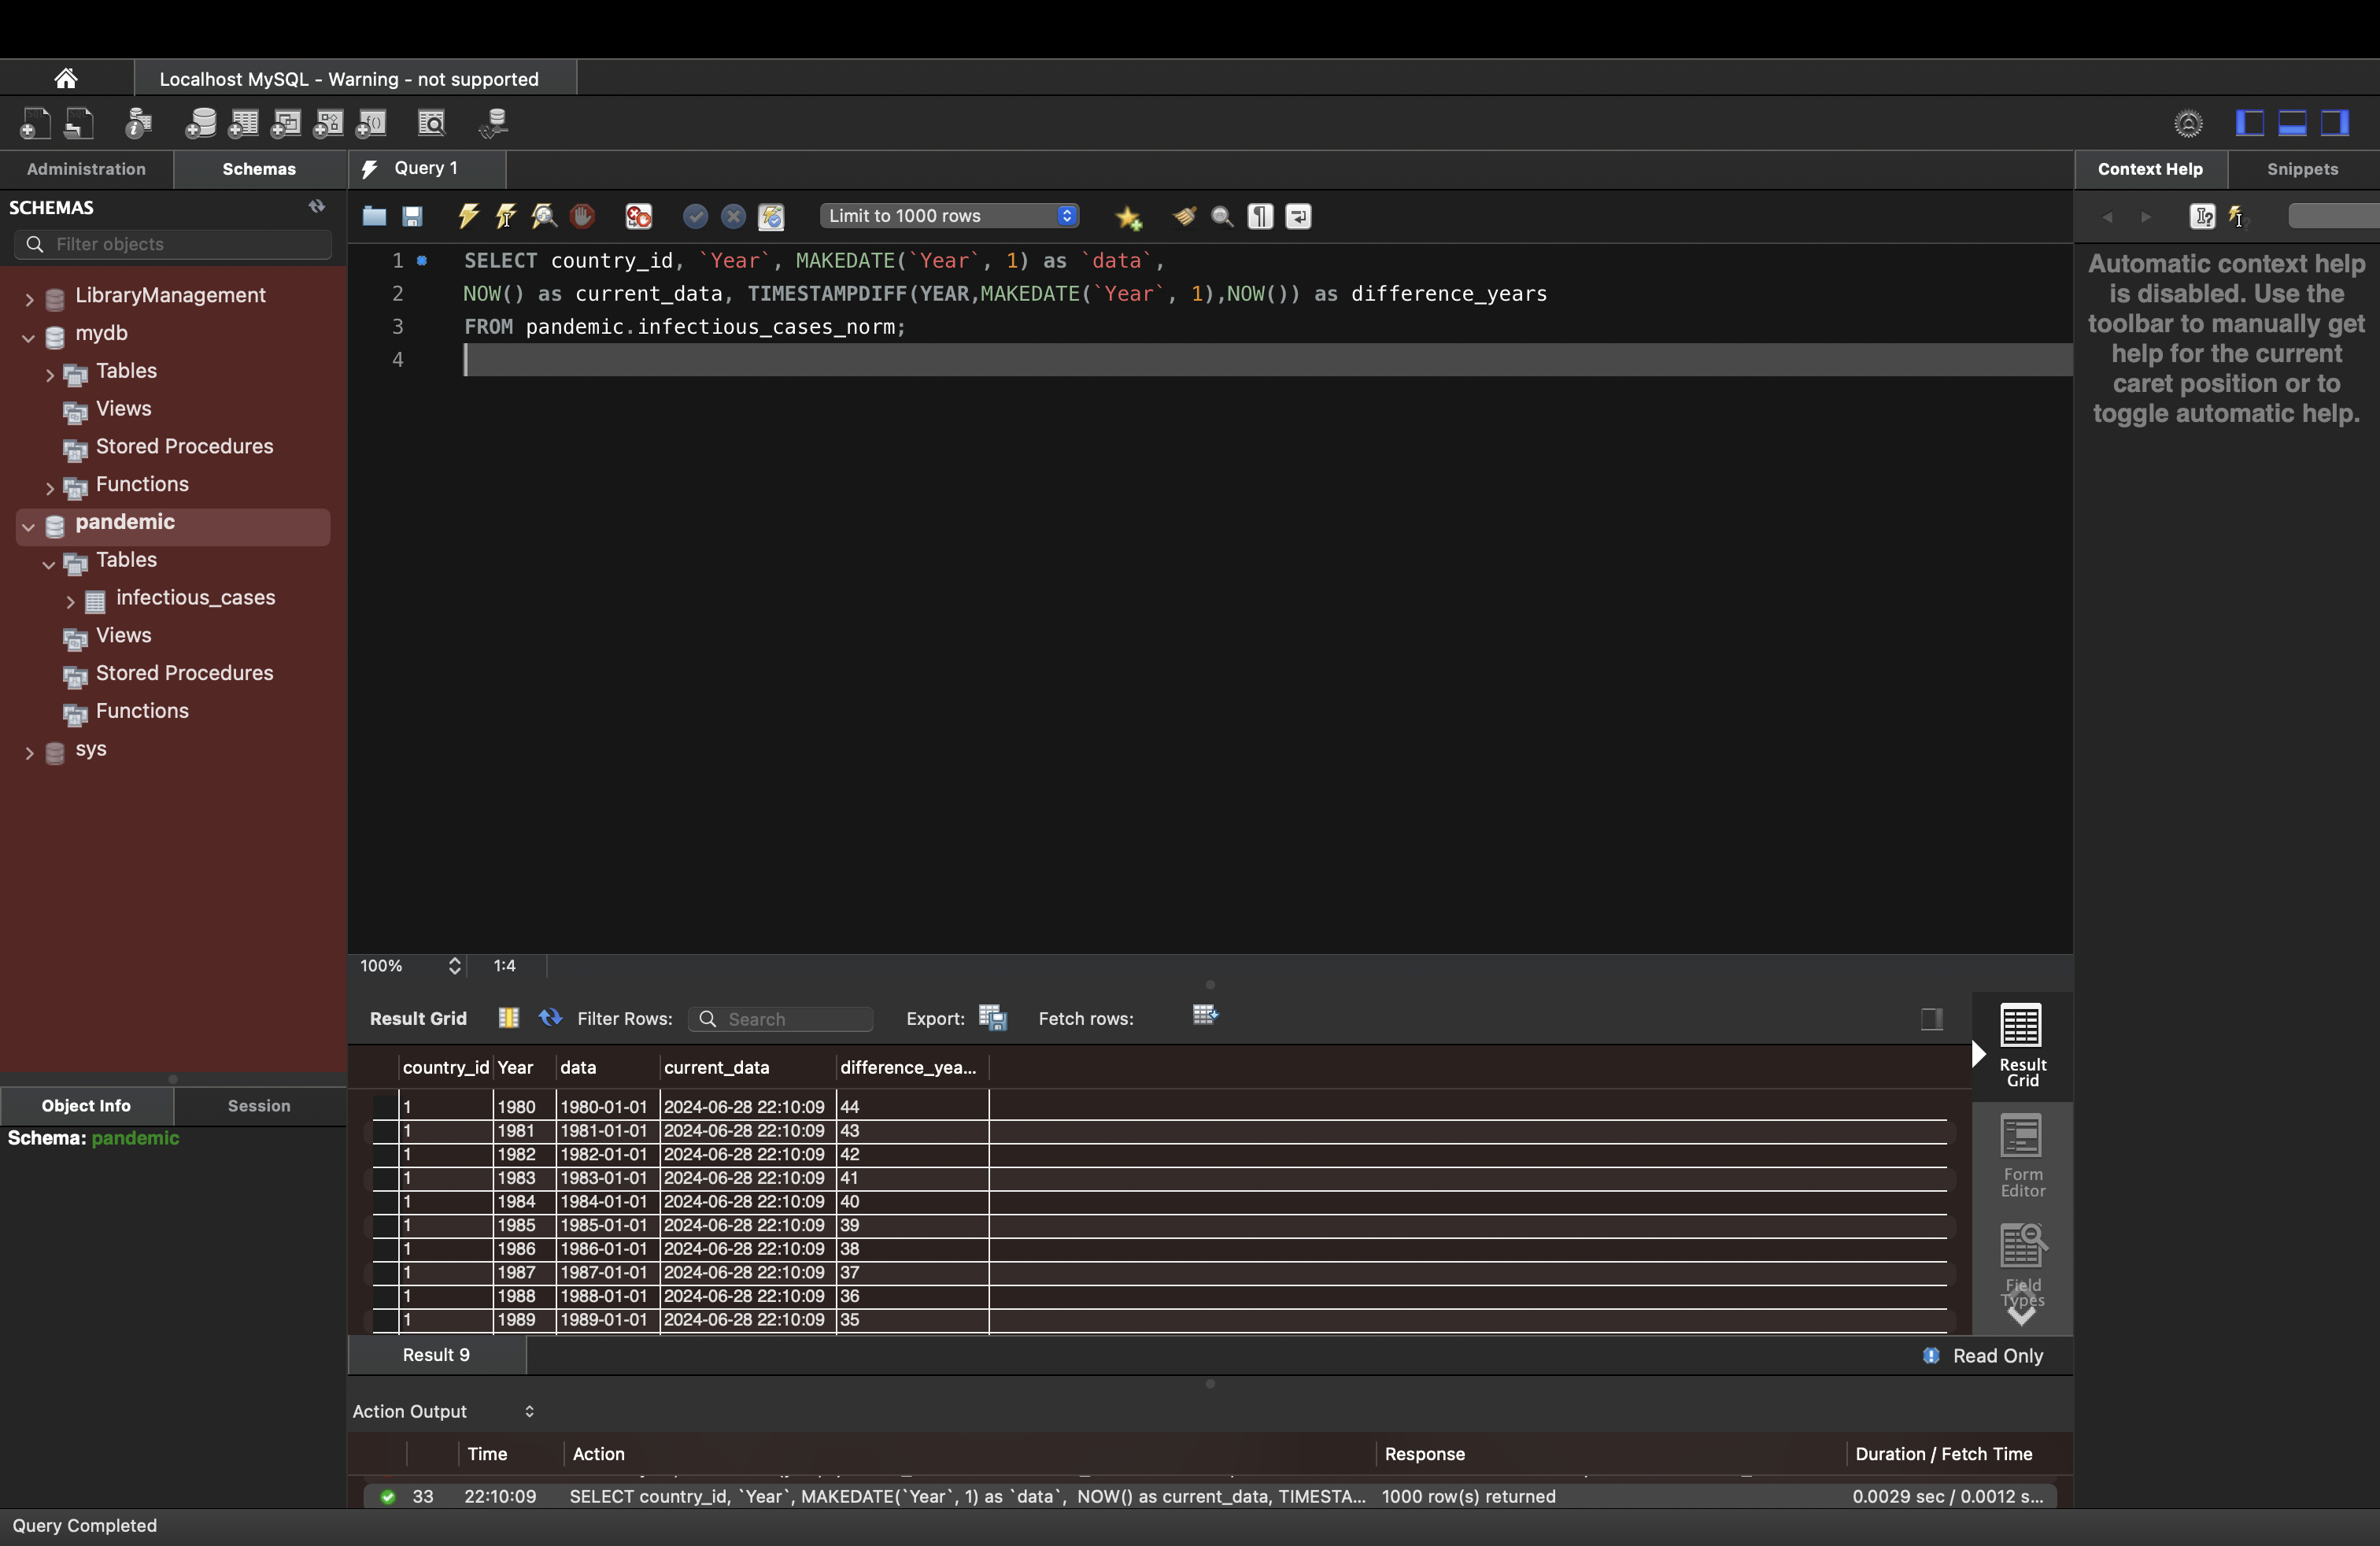 Localhost MySQL - Warning - not supported
Administration
Schemas
Query 1
Context Help
Snippets
SCHEMAS
Filter objects
Limit to 1000 rows
LibraryManagement
mydb
Tables
Views
Stored Procedures
Functions
pandemic
Tables
infectious_cases
Views
Stored Procedures
Functions
sys
1 SELECT country_id, `Year`, MAKEDATE(`Year`, 1) as `data`,
2 NOW() as current_data, TIMESTAMPDIFF(YEAR,MAKEDATE(`Year`, 1),NOW()) as difference_years
3 FROM pandemic.infectious_cases_norm;
4
Automatic context help
is disabled. Use the
toolbar to manually get
help for the current
caret position or to
toggle automatic help.
100% 1:4
Result Grid Filter Rows: Search Export: Fetch rows:
country_id Year data current_data difference_yea...
1 1980 1980-01-01 2024-06-28 22:10:09 44
1 1981 1981-01-01 2024-06-28 22:10:09 43
1 1982 1982-01-01 2024-06-28 22:10:09 42
1 1983 1983-01-01 2024-06-28 22:10:09 41
1 1984 1984-01-01 2024-06-28 22:10:09 40
1 1985 1985-01-01 2024-06-28 22:10:09 39
1 1986 1986-01-01 2024-06-28 22:10:09 38
1 1987 1987-01-01 2024-06-28 22:10:09 37
1 1988 1988-01-01 2024-06-28 22:10:09 36
1 1989 1989-01-01 2024-06-28 22:10:09 35
Result
Grid
Form
Editor
Field
Types
Object Info
Session
Schema: pandemic
Result 9
Read Only
Action Output
Time Action Response Duration / Fetch Time
33 22:10:09 SELECT country_id, `Year`, MAKEDATE(`Year`, 1) as `data`, NOW() as current_data, TIMESTA... 1000 row(s) returned 0.0029 sec / 0.0012 s...
Query Completed